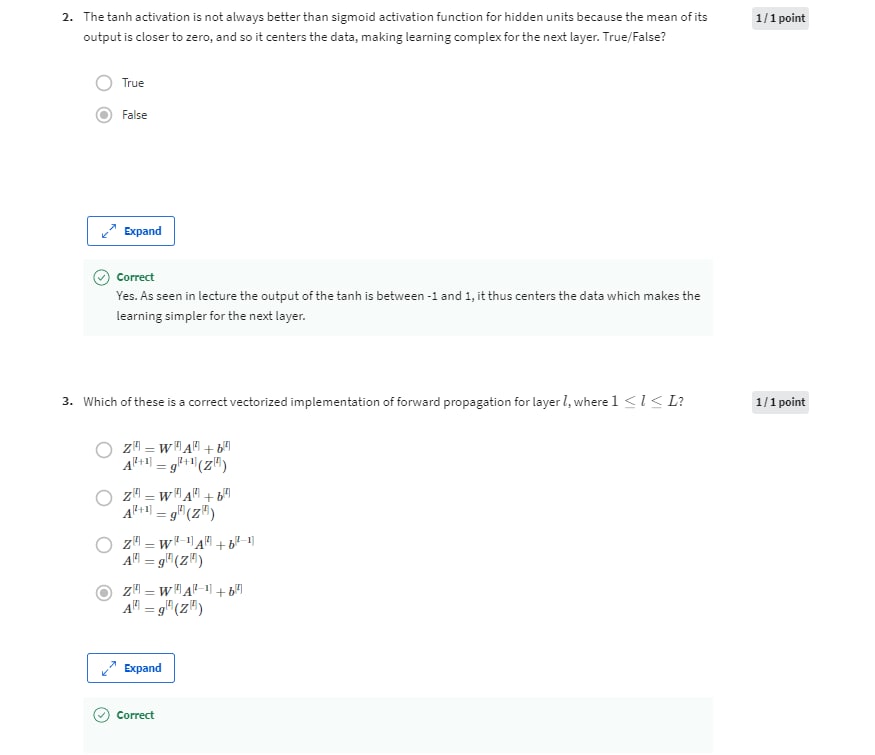 2. The tanh activation is not always better than sigmoid activation function for hidden units because the mean of its
1 / 1 point
output is closer to zero, and so it centers the data, making learning complex for the next layer. True/False?
True
False
Expand
Correct
Yes. As seen in lecture the output of the tanh is between -1 and 1, it thus centers the data which makes the
learning simpler for the next layer.
3. Which of these is a correct vectorized implementation of forward propagation for layer l, where 1 ≤ l ≤ L?
1 / 1 point
Z^[l] = W^[l] A^[l] + b^[l]
A^[l+1] = g^[l+1](Z^[l])
Z^[l] = W^[l] A^[l] + b^[l]
A^[l+1] = g^[l](Z^[l])
Z^[l] = W^[l−1] A^[l] + b^[l−1]
A^[l] = g^[l](Z^[l])
Z^[l] = W^[l] A^[l−1] + b^[l]
A^[l] = g^[l](Z^[l])
Expand
Correct